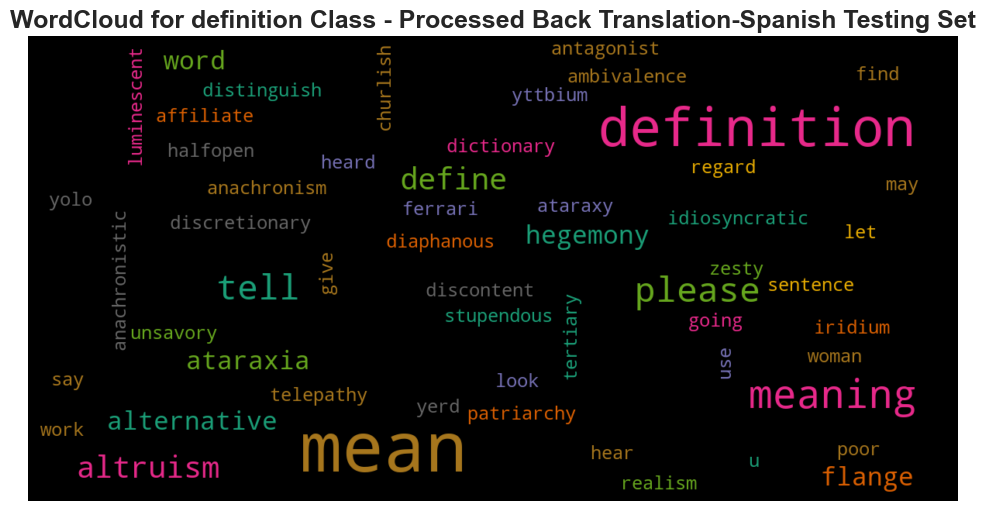 WordCloud for definition Class - Processed Back Translation-Spanish Testing Set
antagonist
word
luminescent
churlish
ambivalence
find
distinguish
yttbium
affiliate
definition
dictionary
halfopen
heard
regard
define
anachronism
may
yolo
ferrari
ataraxy
discretionary
idiosyncratic
anachronistic
diaphanous
hegemony
let
give
zesty
tell
discontent
please
sentence
stupendous
tertiary
going
unsavory
iridium
ataraxia
use
woman
say
look
telepathy
meaning
yerd
patriarchy
alternative
work
mean
hear
poor
altruism
u
flange
realism